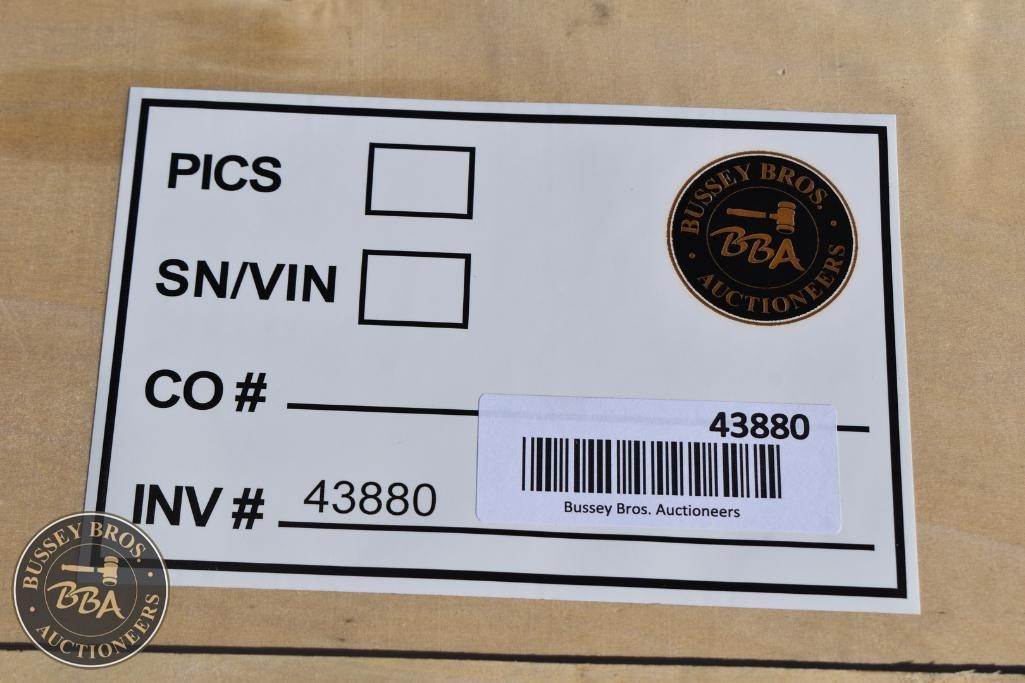 PICS
BUSSEY BROS.
BBA
AUCTIONEERS
SN/VIN
CO #
43880
Bussey Bros. Auctioneers
INV # 43880
BUSSEY BROS.
BBA
AUCTIONEERS